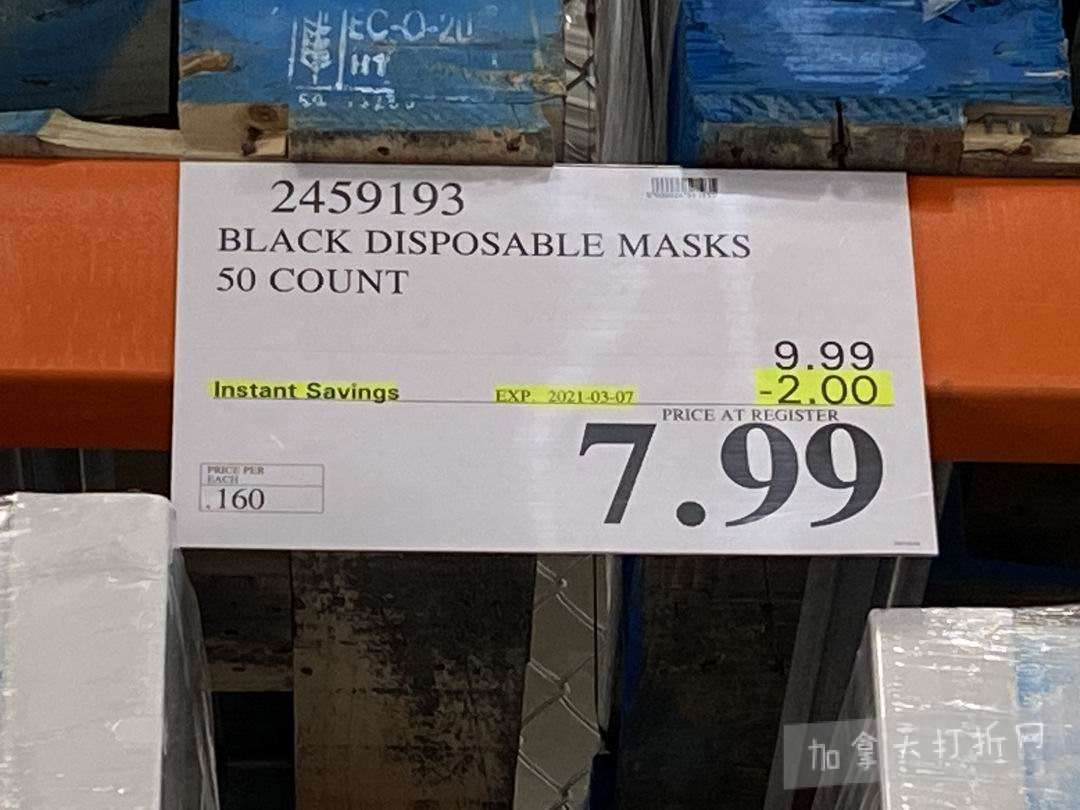 EC-O-20
HT
2459193
BLACK DISPOSABLE MASKS
50 COUNT
9.99
Instant Savings EXP. 2021-03-07 -2.00
PRICE AT REGISTER
7.99
PRICE PER
EACH
.160
加拿大打折网